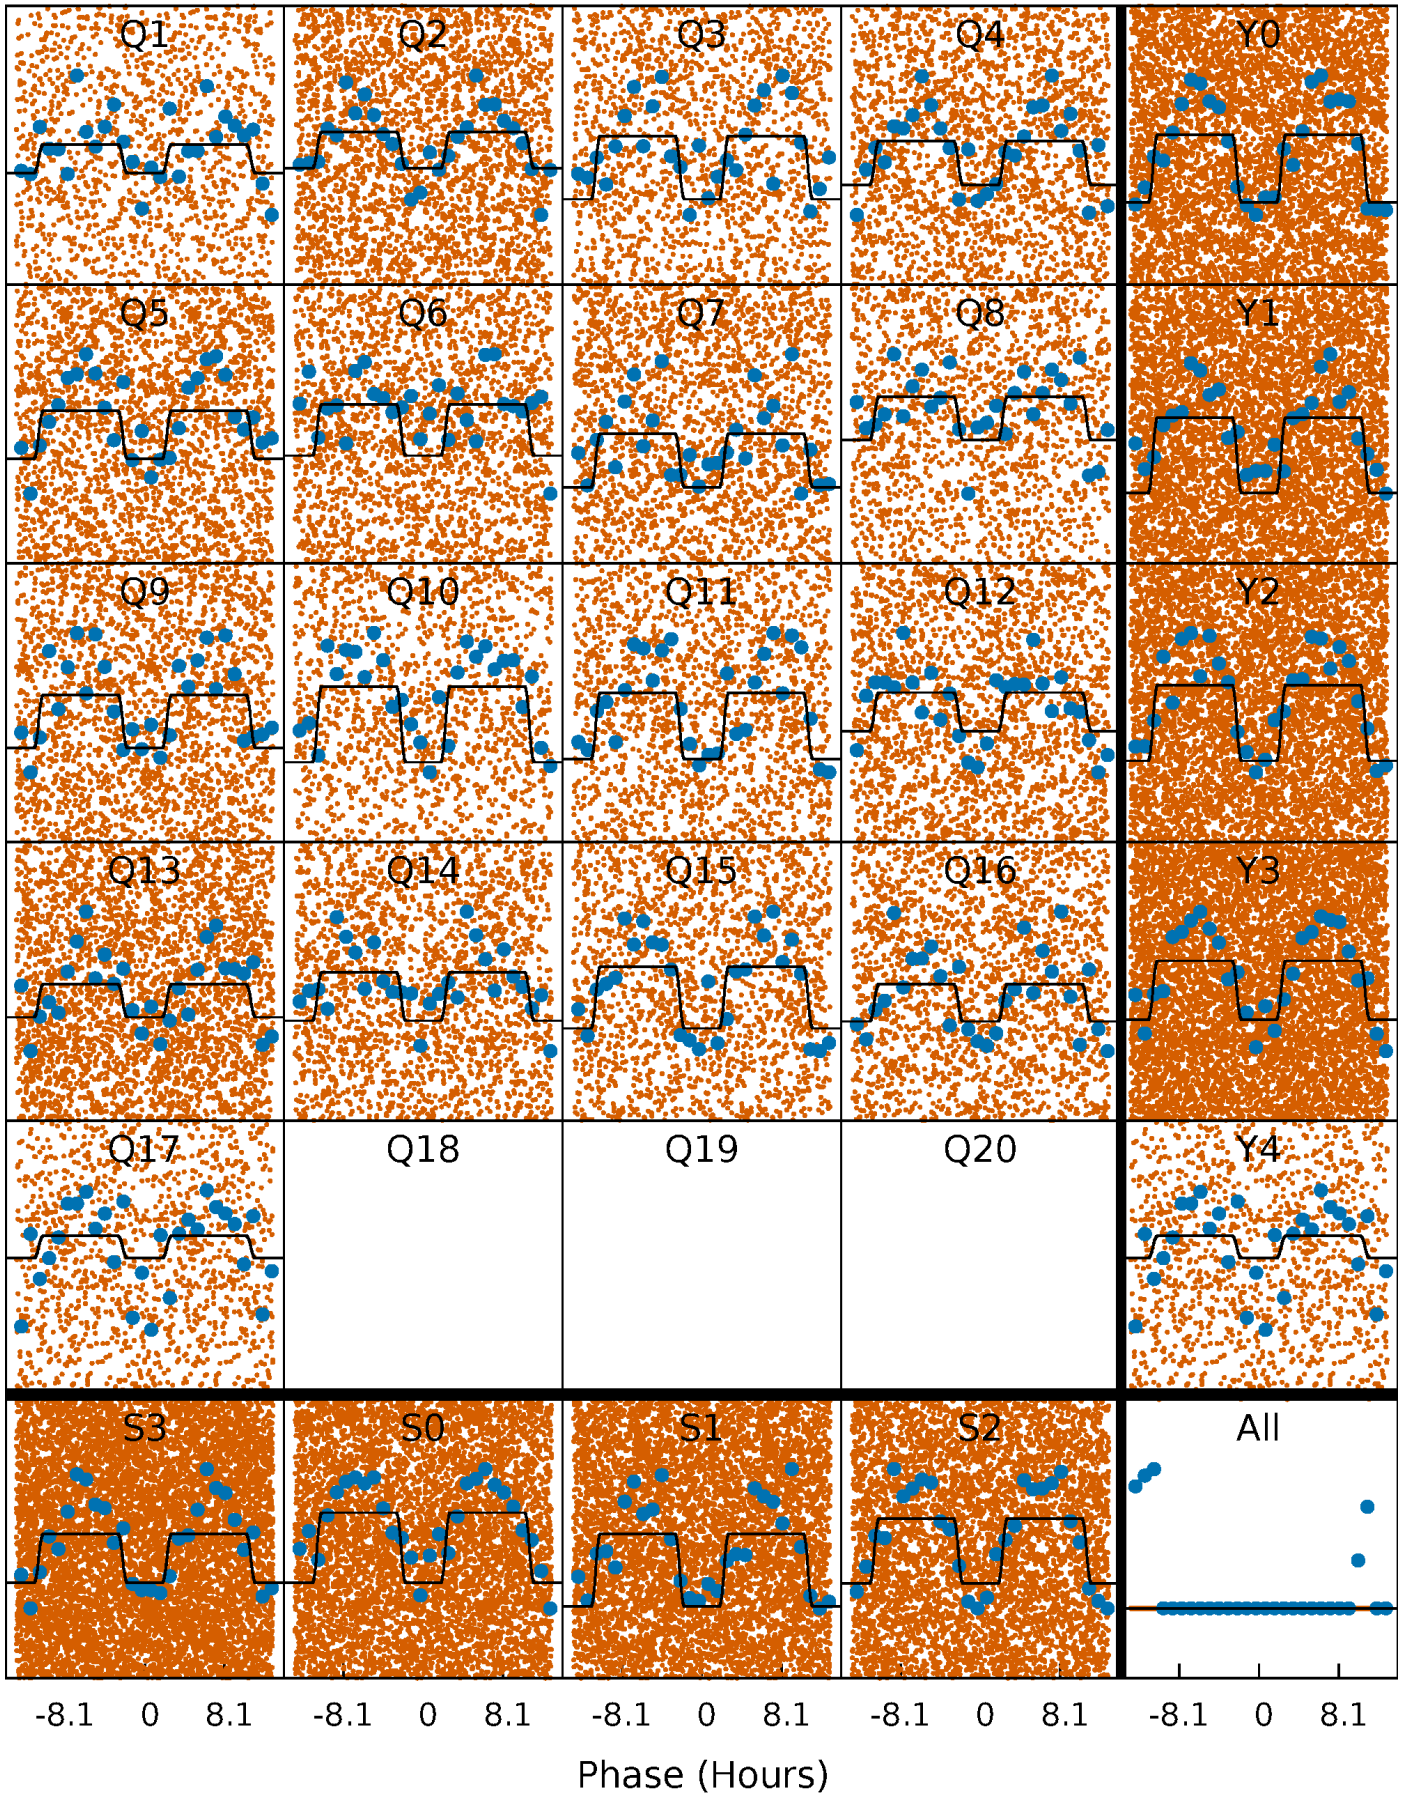 Q1 Q2 Q3 Q4 Y0
Q5 Q6 Q7 Q8 Y1
Q9 Q10 Q11 Q12 Y2
Q13 Q14 Q15 Q16 Y3
Q17 Q18 Q19 Q20 Y4
S3 S0 S1 S2 All
-8.1 0 8.1 -8.1 0 8.1 -8.1 0 8.1 -8.1 0 8.1 -8.1 0 8.1
Phase (Hours)